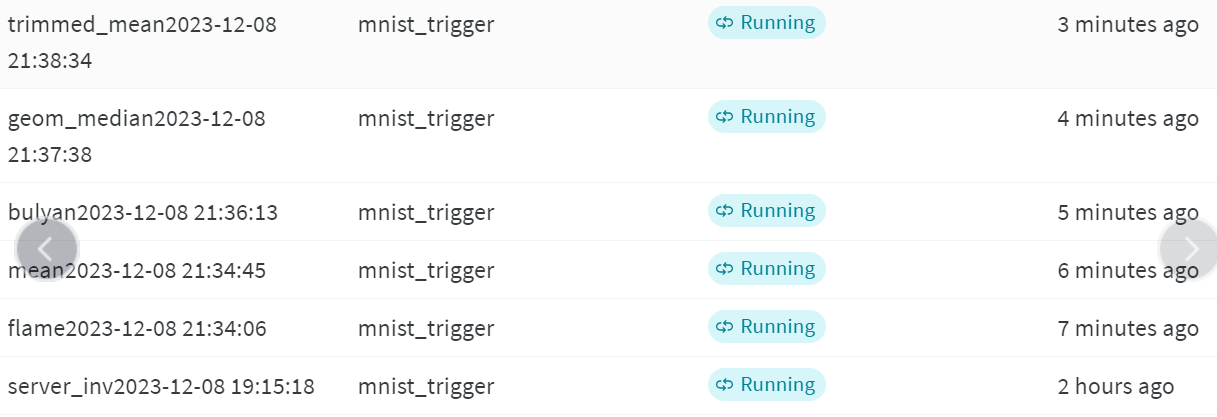 trimmed_mean2023-12-08 mnist_trigger Running 3 minutes ago
21:38:34
geom_median2023-12-08 mnist_trigger Running 4 minutes ago
21:37:38
bulyan2023-12-08 21:36:13 mnist_trigger Running 5 minutes ago
mean2023-12-08 21:34:45 mnist_trigger Running 6 minutes ago
flame2023-12-08 21:34:06 mnist_trigger Running 7 minutes ago
server_inv2023-12-08 19:15:18 mnist_trigger Running 2 hours ago